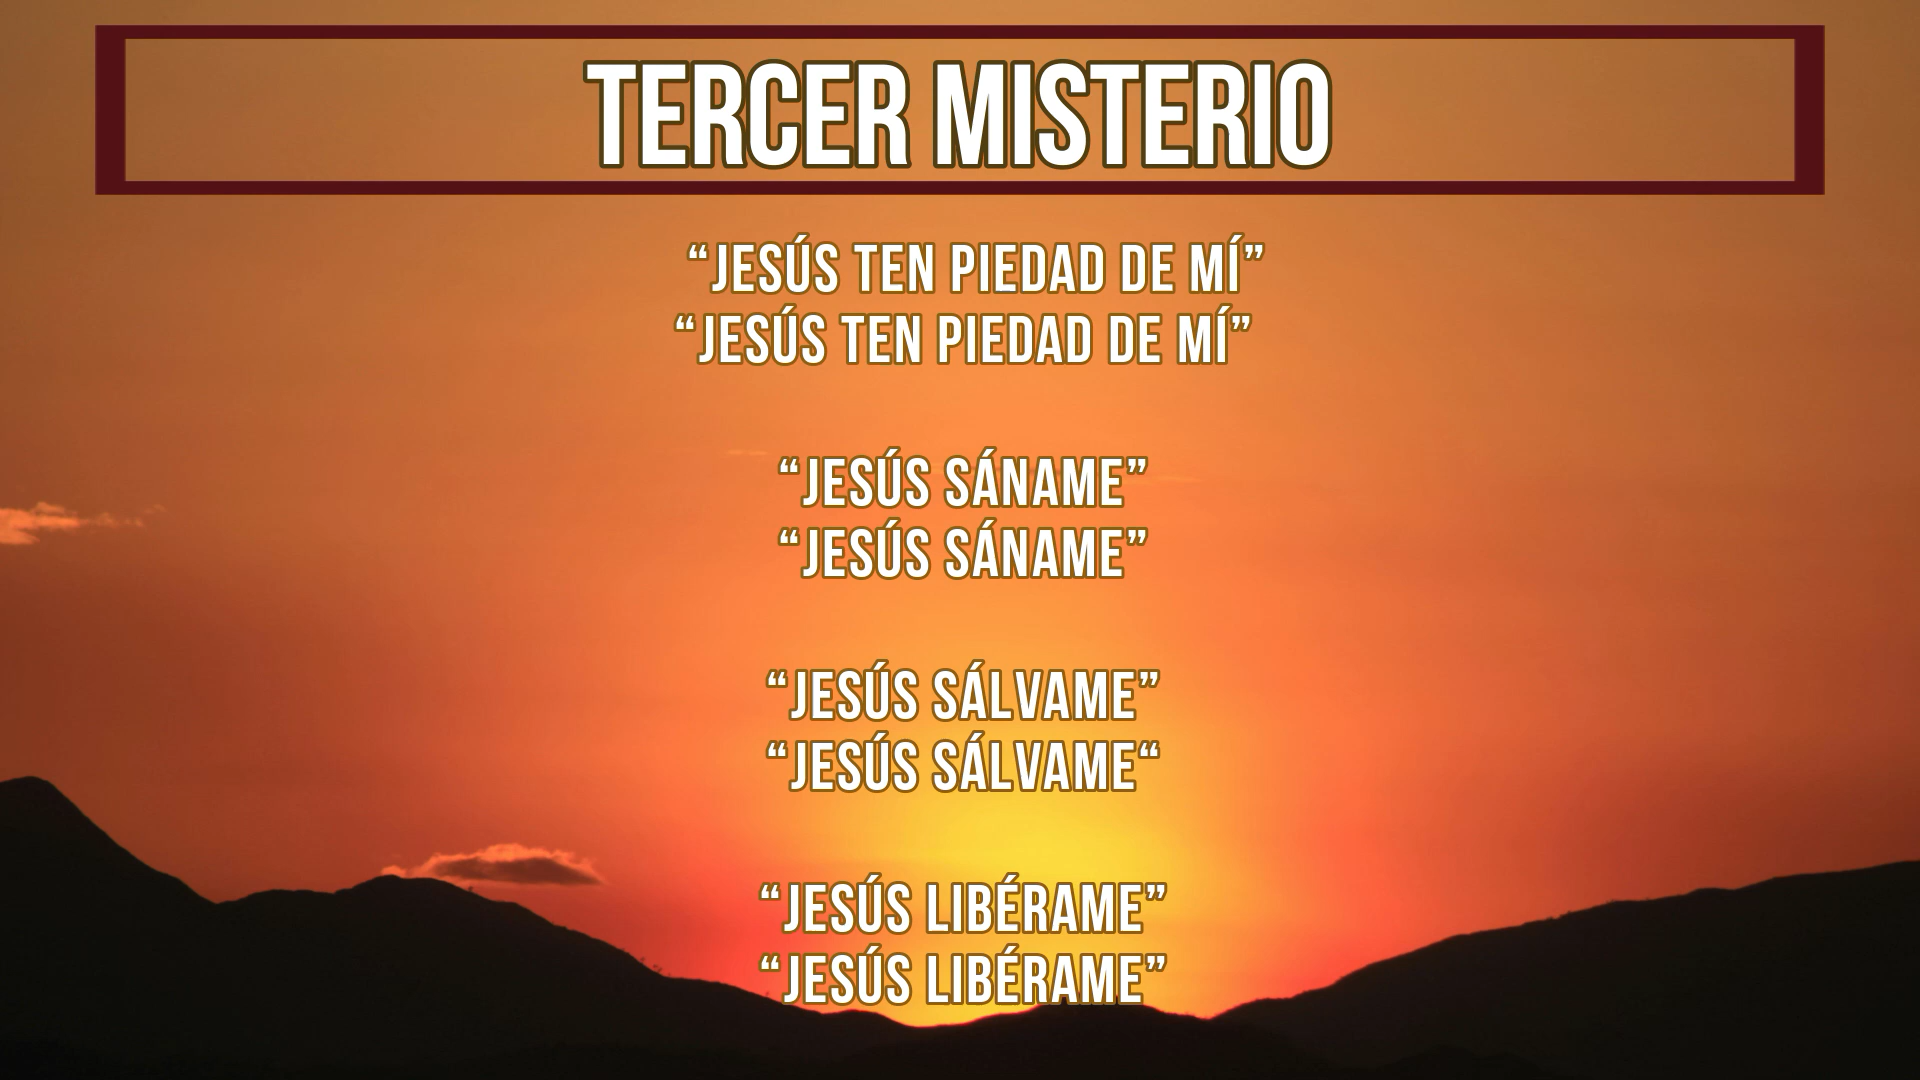 TERCER MISTERIO
“JESÚS TEN PIEDAD DE MÍ”
“JESÚS TEN PIEDAD DE MÍ”
“JESÚS SÁNAME”
“JESÚS SÁNAME”
“JESÚS SÁLVAME”
“JESÚS SÁLVAME“
“JESÚS LIBÉRAME”
“JESÚS LIBÉRAME”